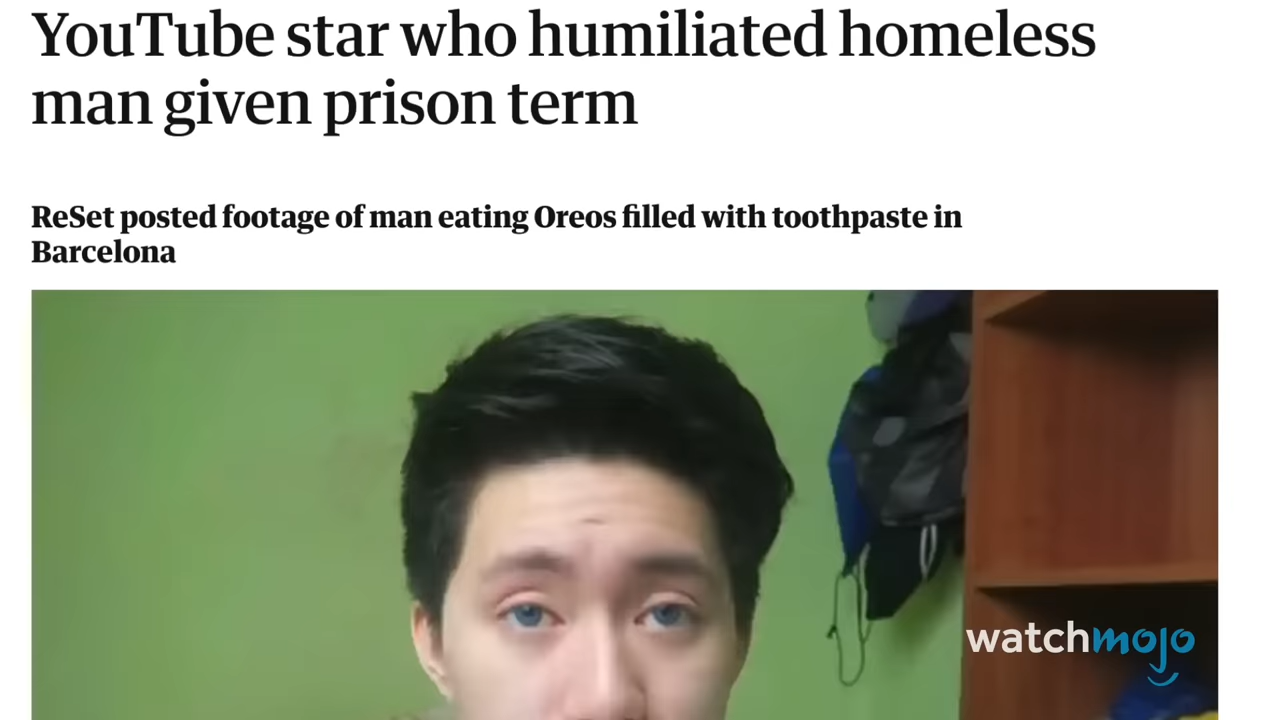 YouTube star who humiliated homeless
man given prison term
ReSet posted footage of man eating Oreos filled with toothpaste in
Barcelona
watchmojo